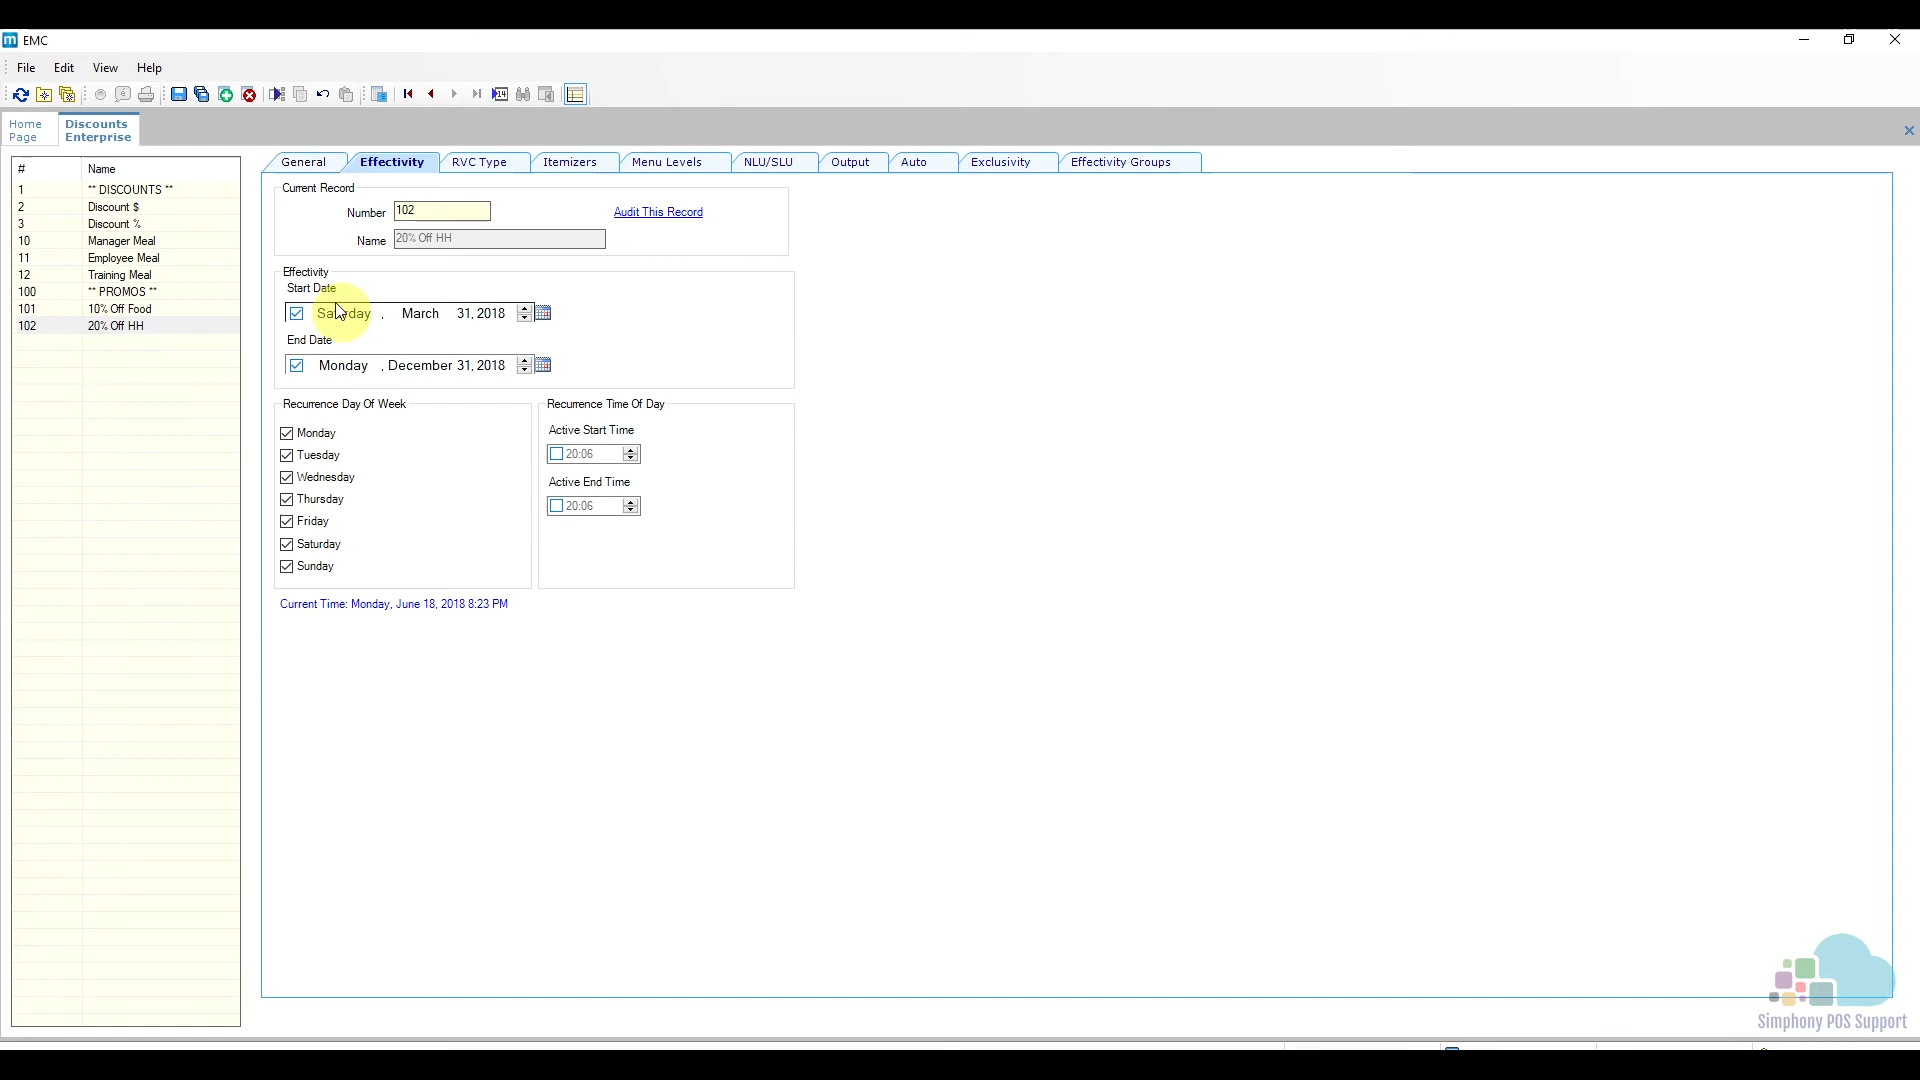 EMC
File Edit View Help
Home Page
Discounts Enterprise
# Name
1 ** DISCOUNTS **
2 Discount $
3 Discount %
10 Manager Meal
11 Employee Meal
12 Training Meal
100 ** PROMOS **
101 10% Off Food
102 20% Off HH
General Effectivity RVC Type Itemizers Menu Levels NLU/SLU Output Auto Exclusivity Effectivity Groups
Current Record
Number 102 Audit This Record
Name 20% Off HH
Effectivity
Start Date
Saturday , March 31, 2018
End Date
Monday , December 31, 2018
Recurrence Day Of Week
Monday
Tuesday
Wednesday
Thursday
Friday
Saturday
Sunday
Recurrence Time Of Day
Active Start Time
20:06
Active End Time
20:06
Current Time: Monday, June 18, 2018 8:23 PM
Simphony POS Support